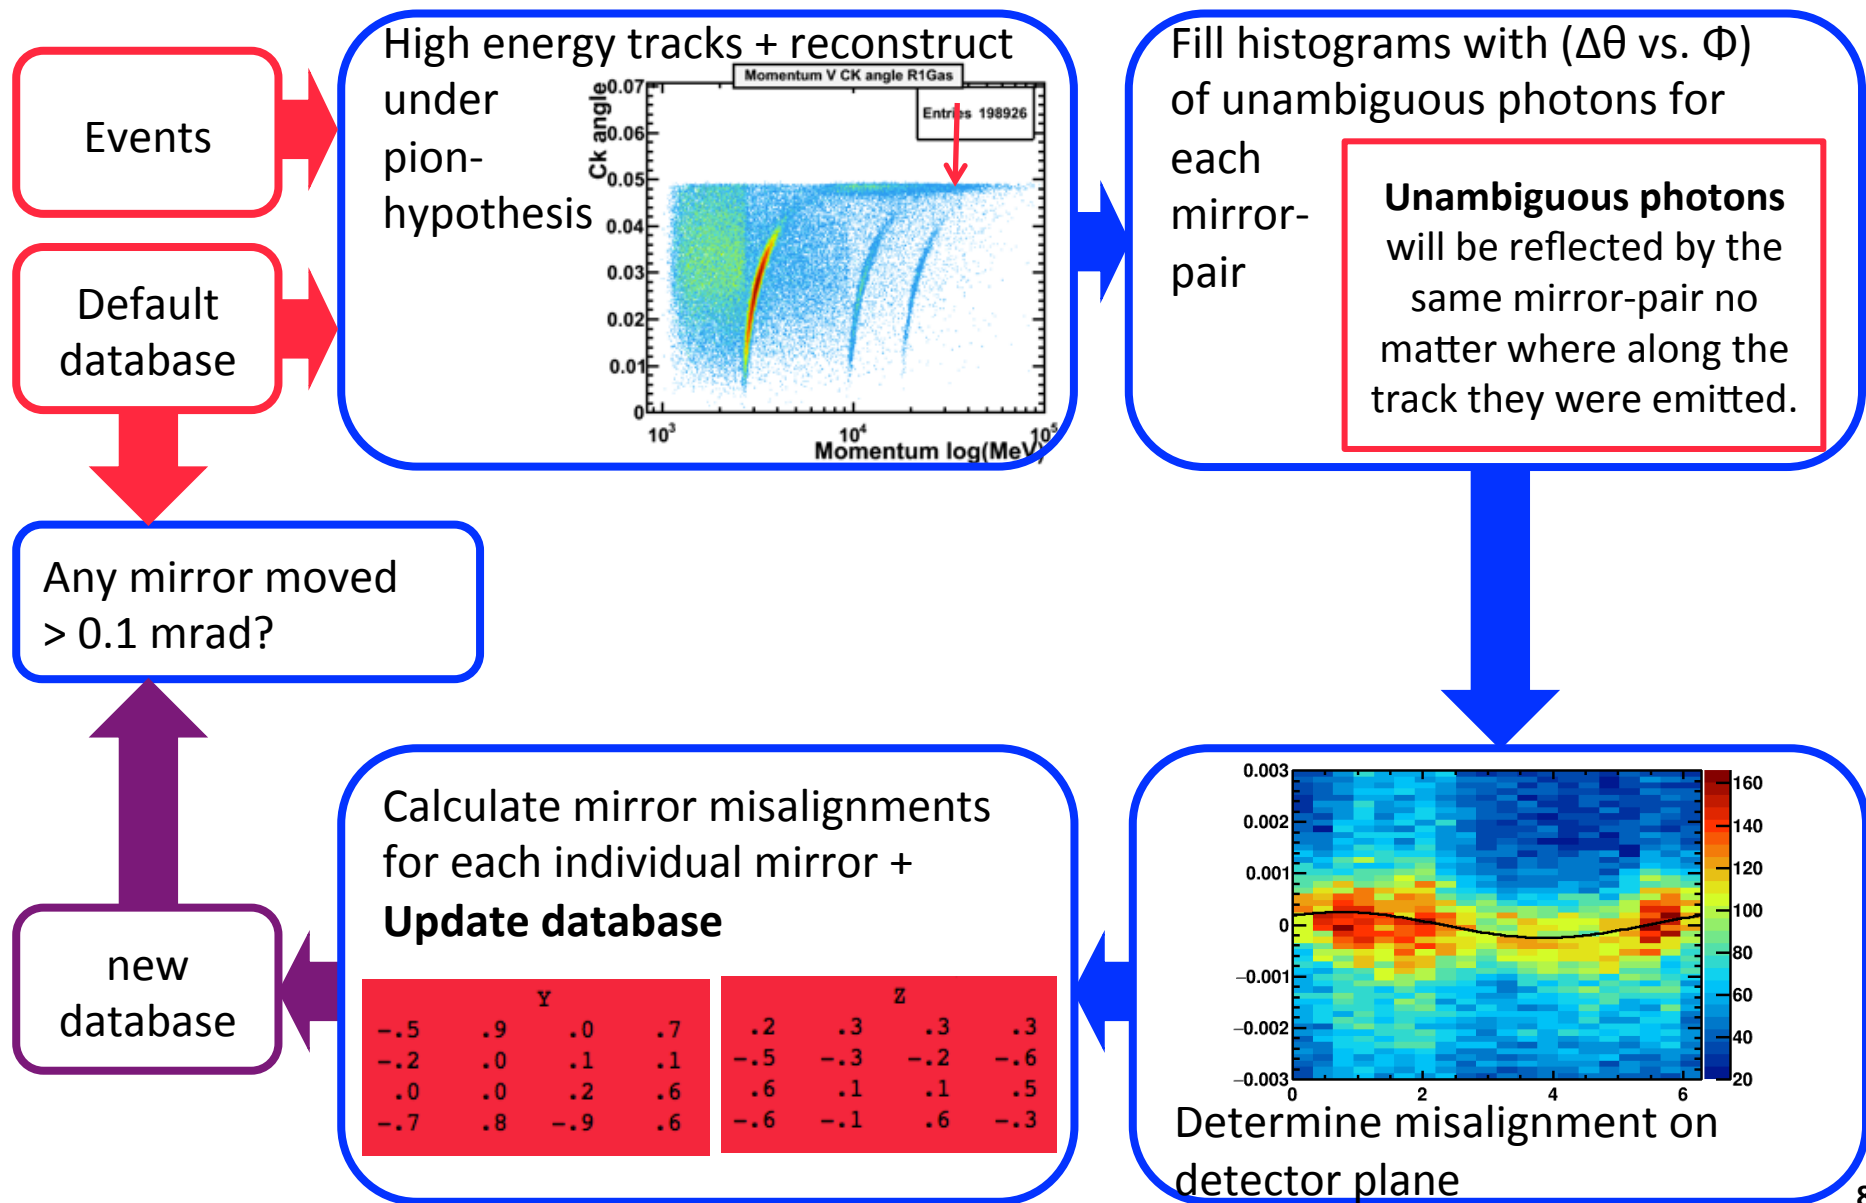 Events
Default
database
High energy tracks + reconstruct
under
pion-
hypothesis
Momentum V CK angle R1Gas
Entries 198926
Ck angle
0.07
0.06
0.05
0.04
0.03
0.02
0.01
0
10³
10⁴
10⁵
Momentum log(MeV)
Fill histograms with (Δθ vs. Φ)
of unambiguous photons for
each
mirror-
pair
Unambiguous photons
will be reflected by the
same mirror-pair no
matter where along the
track they were emitted.
Any mirror moved
> 0.1 mrad?
new
database
Calculate mirror misalignments
for each individual mirror +
Update database
Y
-.5 .9 .0 .7
-.2 .0 .1 .1
.0 .0 .2 .6
-.7 .8 -.9 .6
Z
.2 .3 .3 .3
-.5 -.3 -.2 -.6
.6 .1 .1 .5
-.6 -.1 .6 -.3
0.003
0.002
0.001
0
−0.001
−0.002
−0.003
0 2 4 6
160
140
120
100
80
60
40
20
Determine misalignment on
detector plane